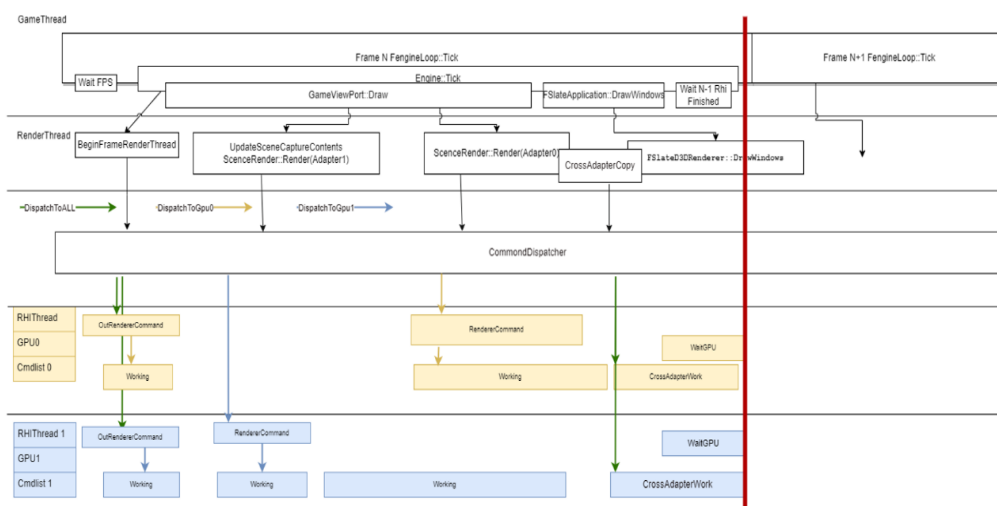 GameThread
Frame N FengineLoop::Tick
Frame N+1 FengineLoop::Tick
Engine::Tick
Wait FPS
GameViewPort::Draw
FSlateApplication::DrawWindows
Wait N-1 Rhi
Finished
RenderThread
BeginFrameRenderThread
UpdateSceneCaptureContents
ScenceRender::Render(Adapter1)
ScenceRender::Render(Adapter0)
CrossAdapterCopy
FSlateD3DRenderer::DrawWindows
DispatchToALL
DispatchToGpu0
DispatchToGpu1
CommondDispatcher
RHIThread
GPU0
Cmdlist 0
OutRendererCommand
RendererCommand
WaitGPU
Working
Working
CrossAdapterWork
RHIThread 1
GPU1
Cmdlist 1
OutRendererCommand
RendererCommand
WaitGPU
Working
Working
Working
CrossAdapterWork